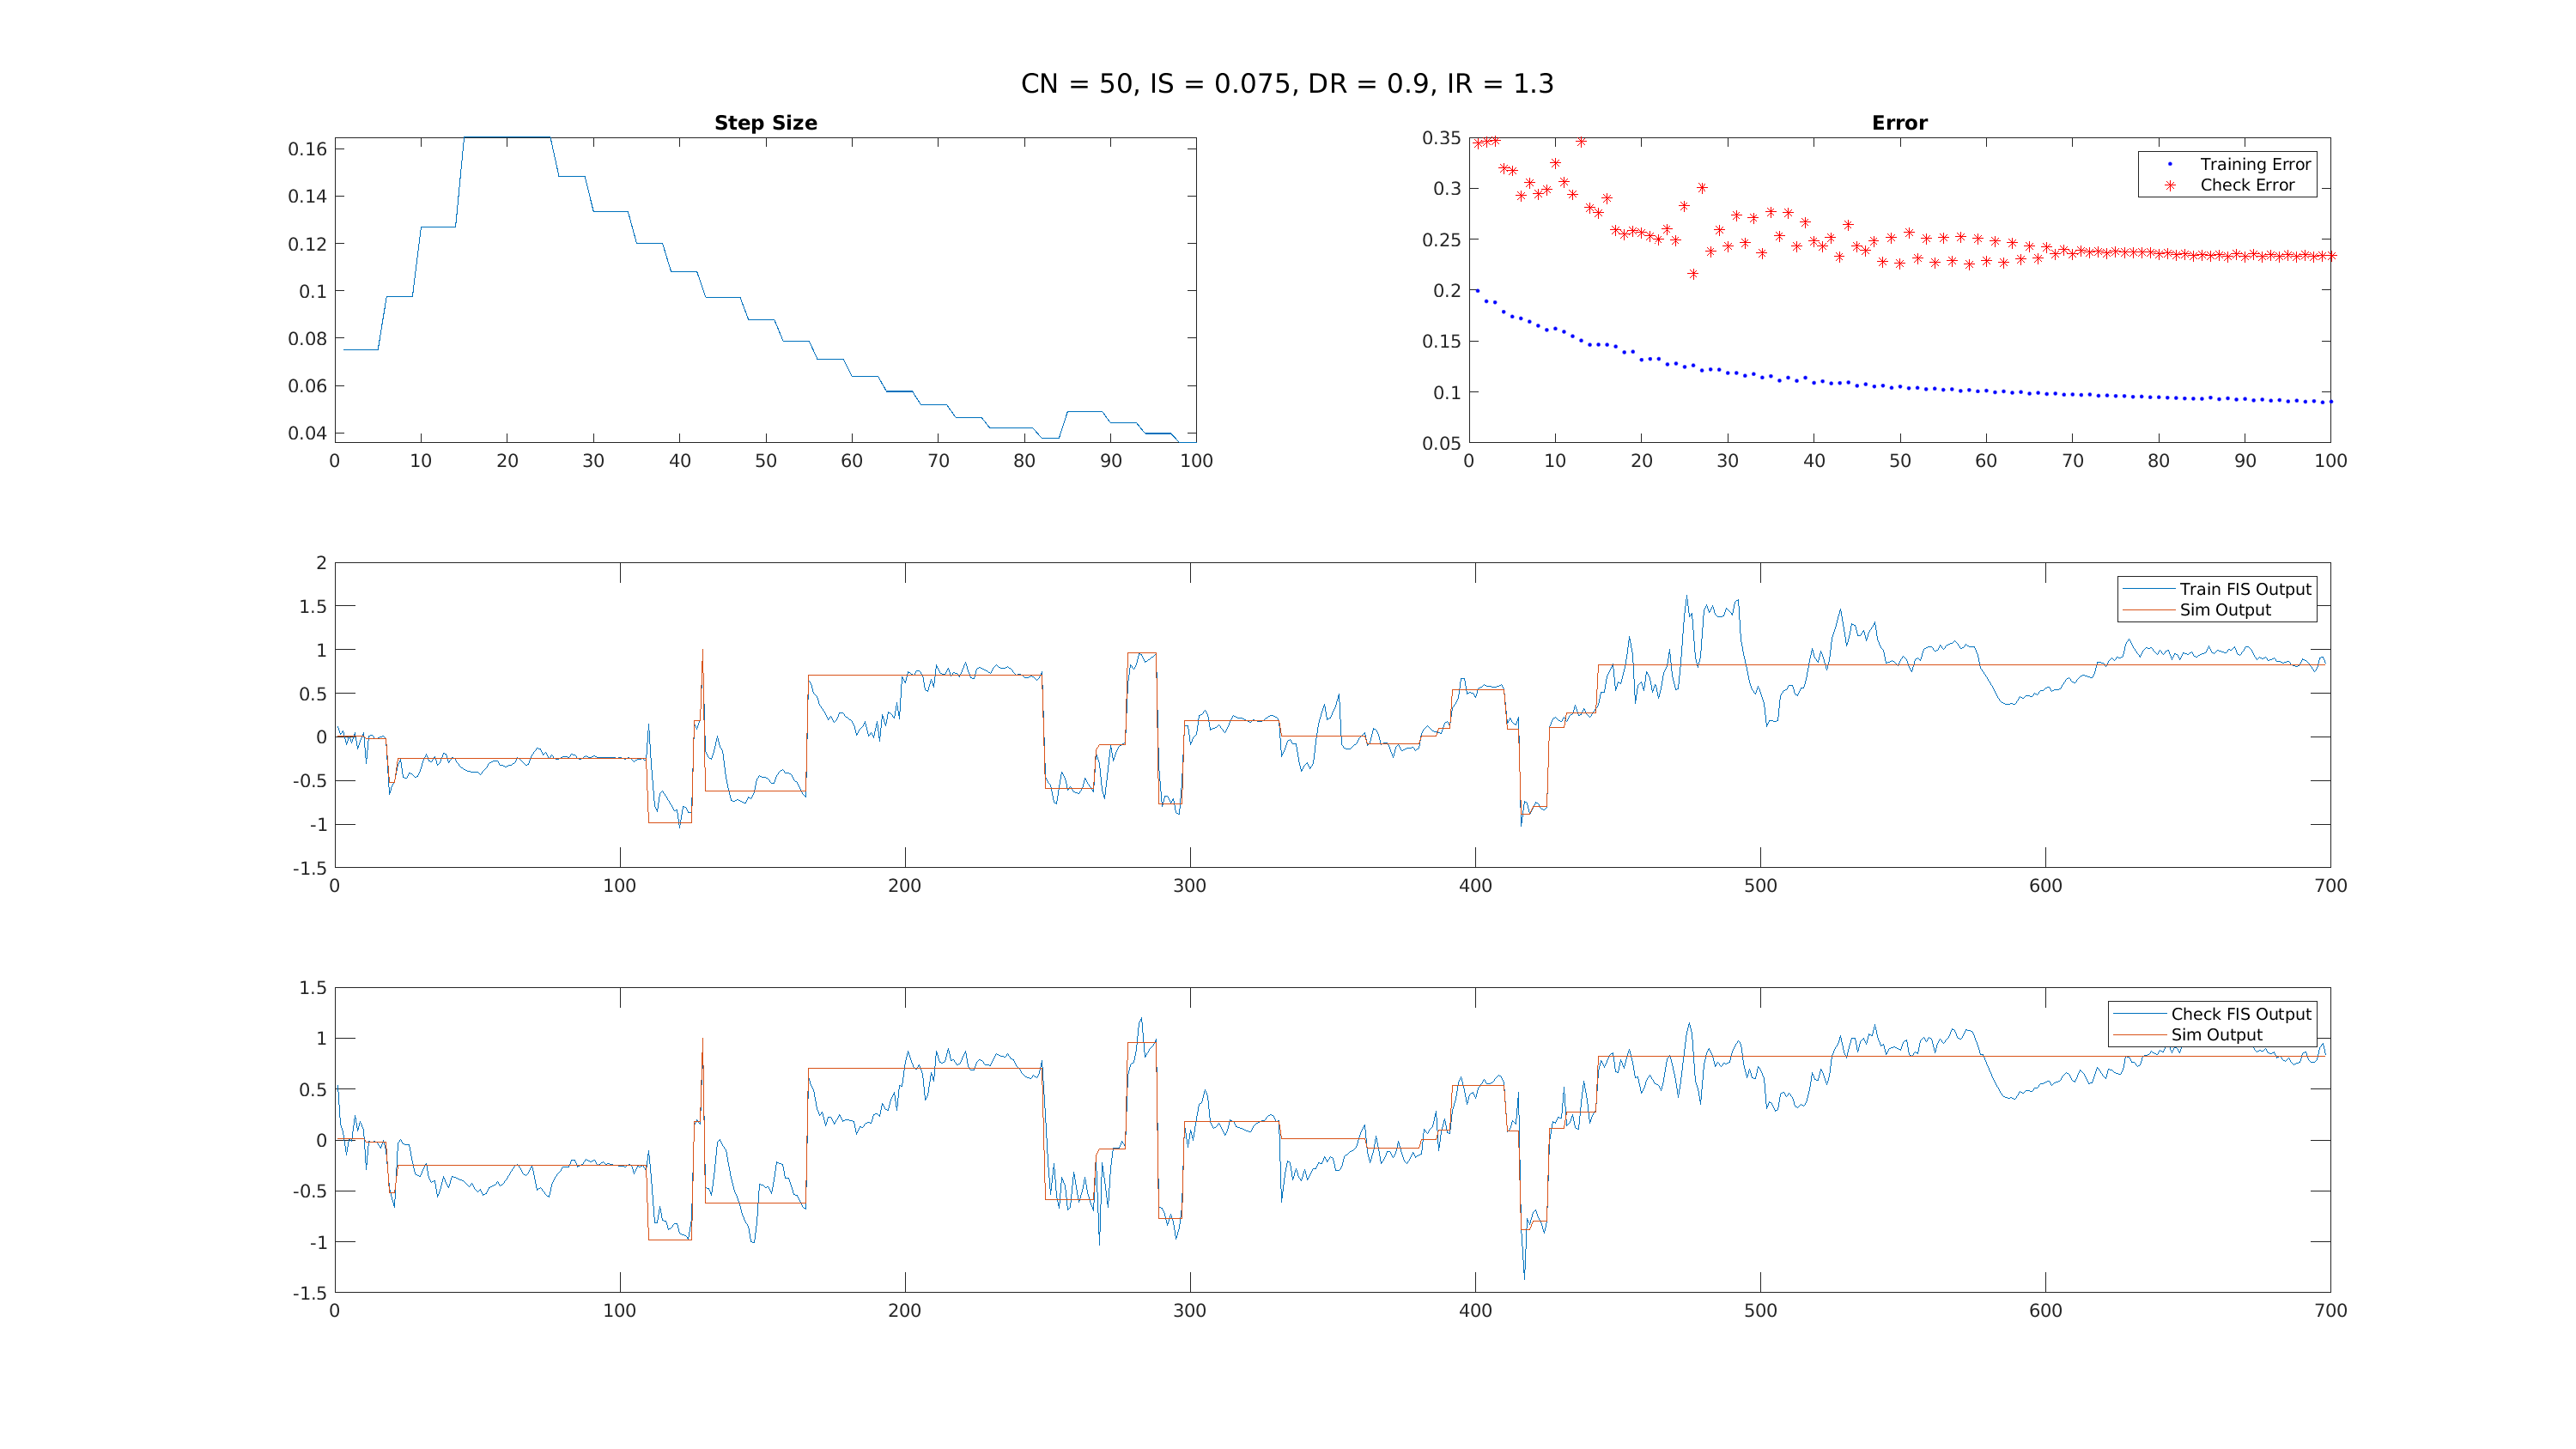 CN = 50, IS = 0.075, DR = 0.9, IR = 1.3
Step Size
0.16
0.14
0.12
0.1
0.08
0.06
0.04
0 10 20 30 40 50 60 70 80 90 100
Error
0.35
0.3
0.25
0.2
0.15
0.1
0.05
0 10 20 30 40 50 60 70 80 90 100
Training Error
Check Error
2
1.5
1
0.5
0
-0.5
-1
-1.5
0 100 200 300 400 500 600 700
Train FIS Output
Sim Output
1.5
1
0.5
0
-0.5
-1
-1.5
0 100 200 300 400 500 600 700
Check FIS Output
Sim Output